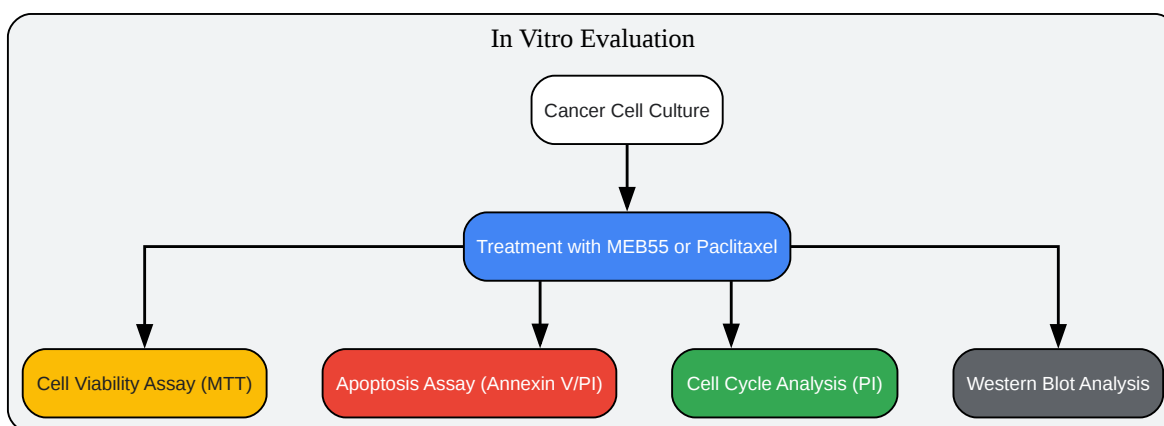 In Vitro Evaluation
Cancer Cell Culture
Treatment with MEB55 or Paclitaxel
Cell Viability Assay (MTT)
Apoptosis Assay (Annexin V/PI)
Cell Cycle Analysis (PI)
Western Blot Analysis